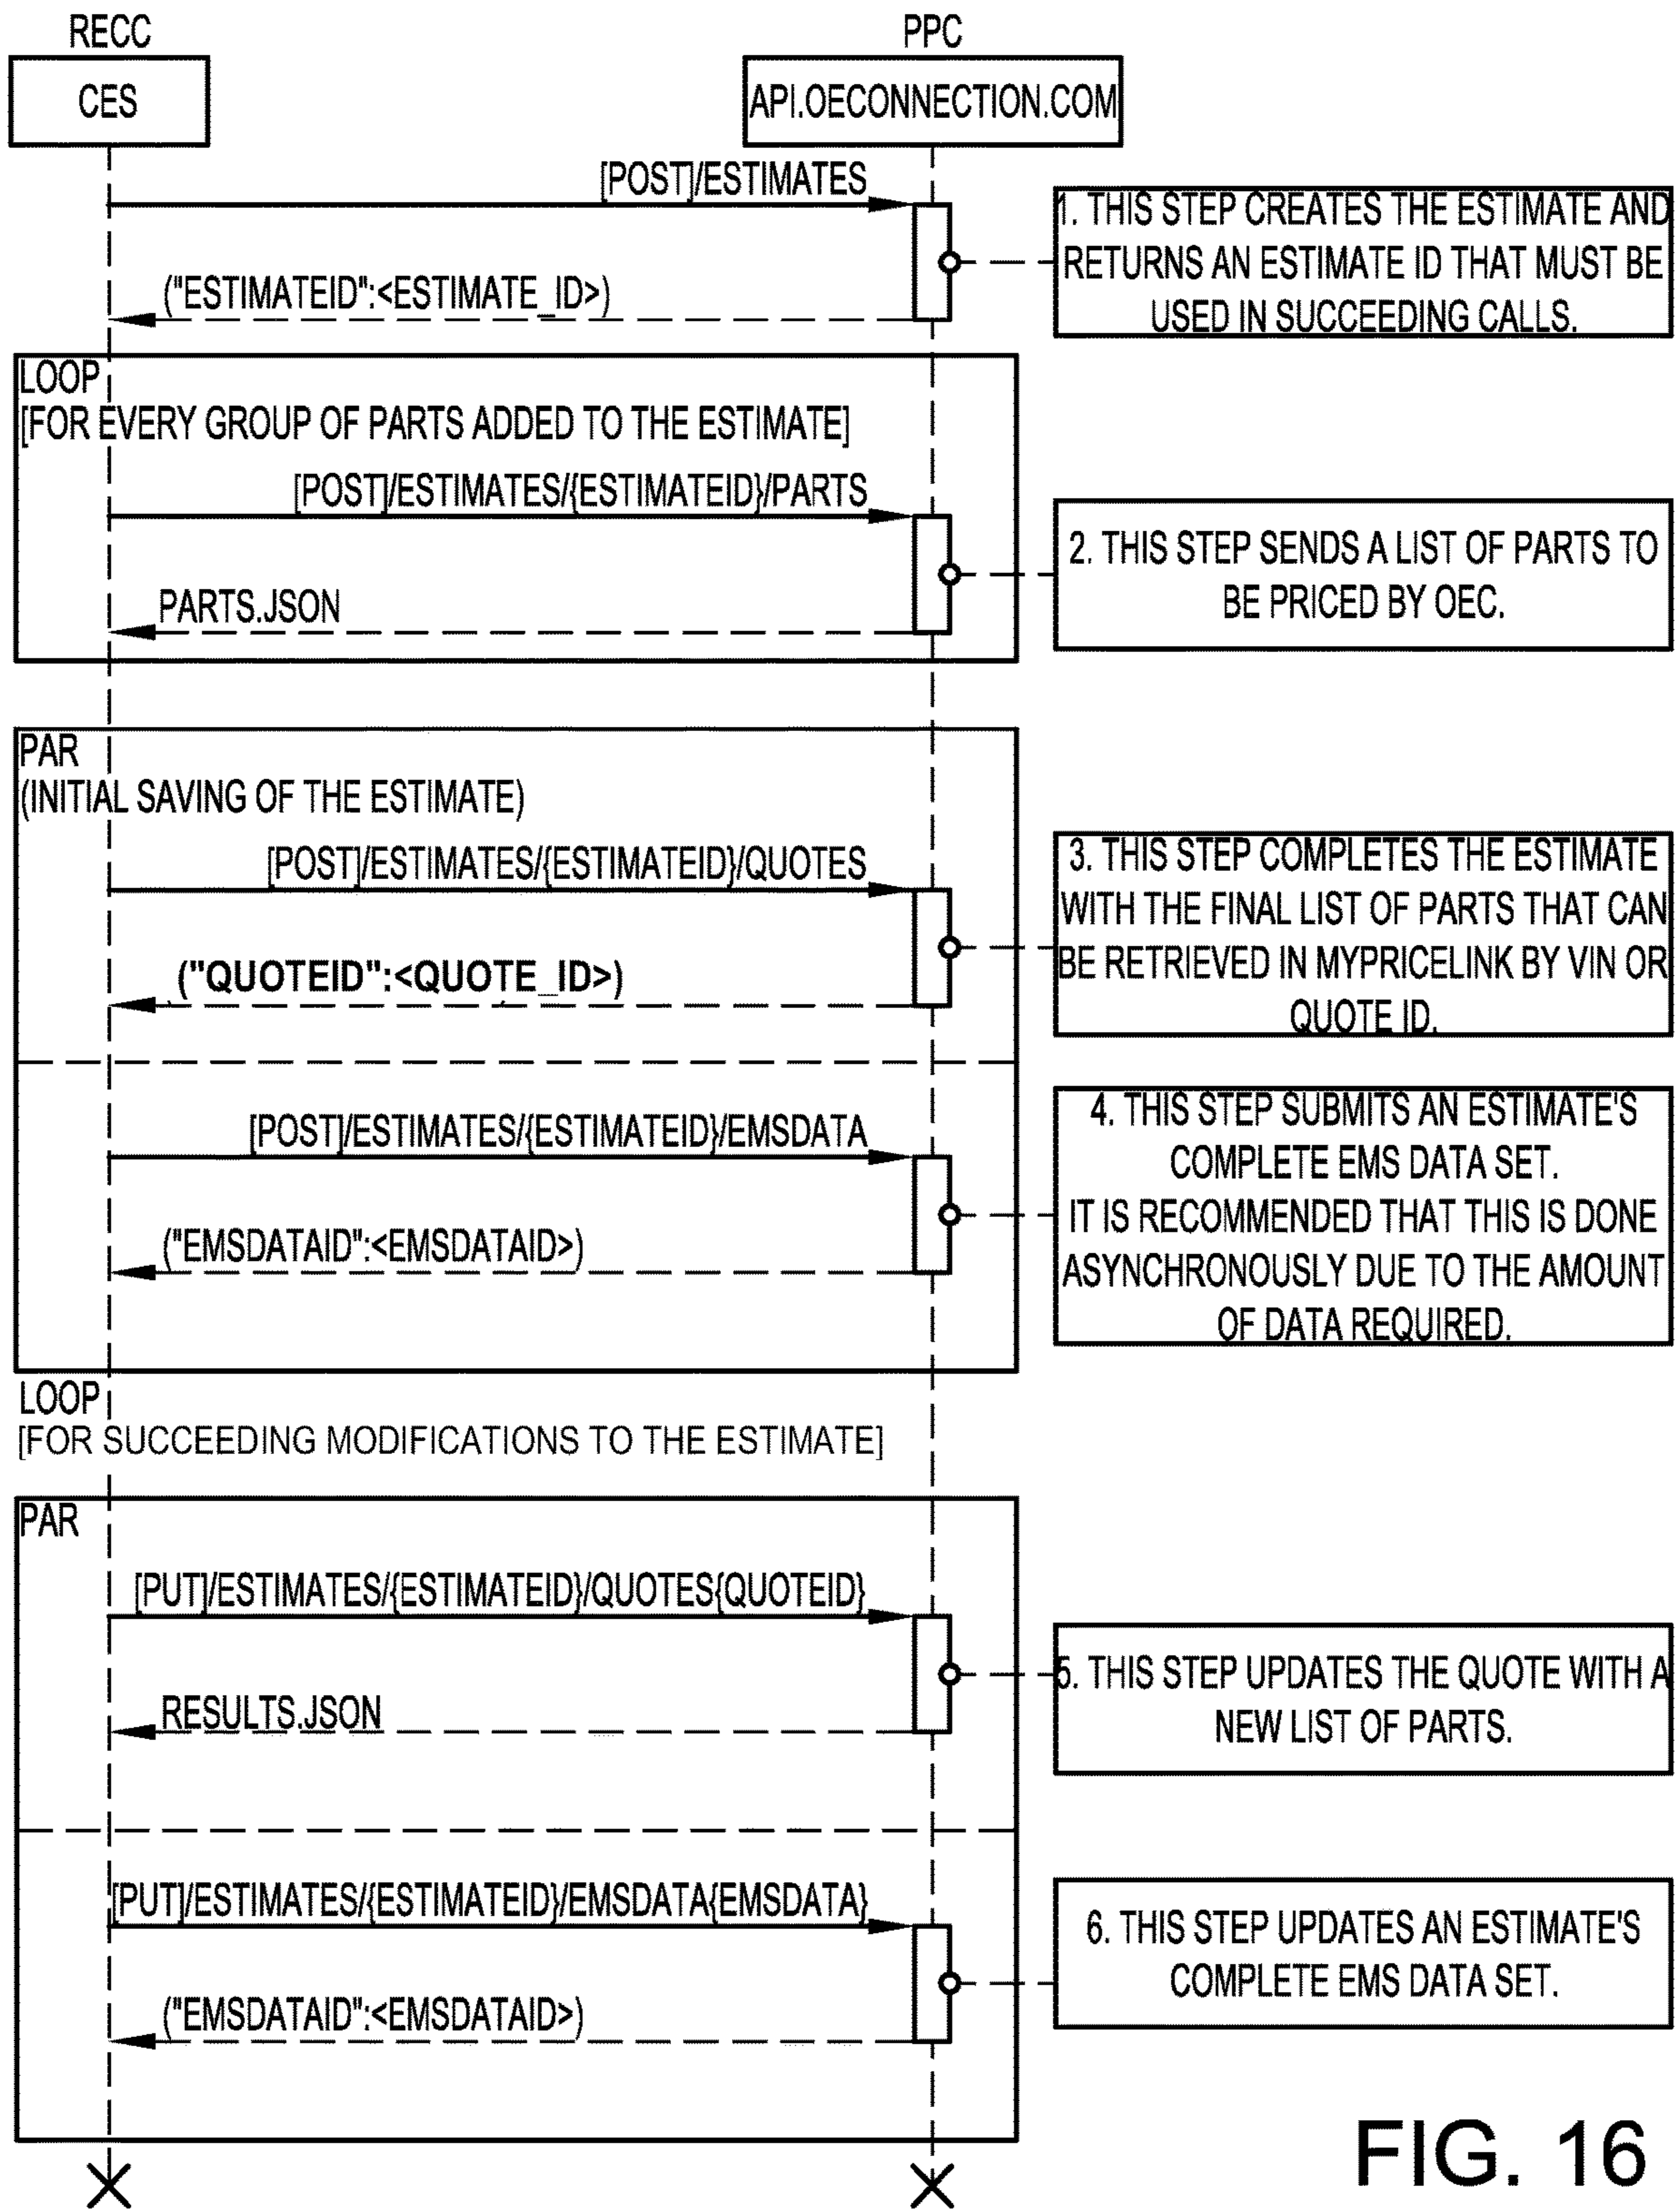 RECC
PPC
CES
API.OECONNECTION.COM
[POST]/ESTIMATES
1. THIS STEP CREATES THE ESTIMATE AND
RETURNS AN ESTIMATE ID THAT MUST BE
USED IN SUCCEEDING CALLS.
("ESTIMATEID":<ESTIMATE_ID>)
LOOP
[FOR EVERY GROUP OF PARTS ADDED TO THE ESTIMATE]
[POST]/ESTIMATES/{ESTIMATEID}/PARTS
2. THIS STEP SENDS A LIST OF PARTS TO
BE PRICED BY OEC.
PARTS.JSON
PAR
(INITIAL SAVING OF THE ESTIMATE)
[POST]/ESTIMATES/{ESTIMATEID}/QUOTES
3. THIS STEP COMPLETES THE ESTIMATE
WITH THE FINAL LIST OF PARTS THAT CAN
BE RETRIEVED IN MYPRICELINK BY VIN OR
QUOTE ID.
("QUOTEID":<QUOTE_ID>)
[POST]/ESTIMATES/{ESTIMATEID}/EMSDATA
4. THIS STEP SUBMITS AN ESTIMATE'S
COMPLETE EMS DATA SET.
IT IS RECOMMENDED THAT THIS IS DONE
ASYNCHRONOUSLY DUE TO THE AMOUNT
OF DATA REQUIRED.
("EMSDATAID":<EMSDATAID>)
LOOP
[FOR SUCCEEDING MODIFICATIONS TO THE ESTIMATE]
PAR
[PUT]/ESTIMATES/{ESTIMATEID}/QUOTES{QUOTEID}
5. THIS STEP UPDATES THE QUOTE WITH A
NEW LIST OF PARTS.
RESULTS.JSON
[PUT]/ESTIMATES/{ESTIMATEID}/EMSDATA{EMSDATA}
6. THIS STEP UPDATES AN ESTIMATE'S
COMPLETE EMS DATA SET.
("EMSDATAID":<EMSDATAID>)
FIG. 16